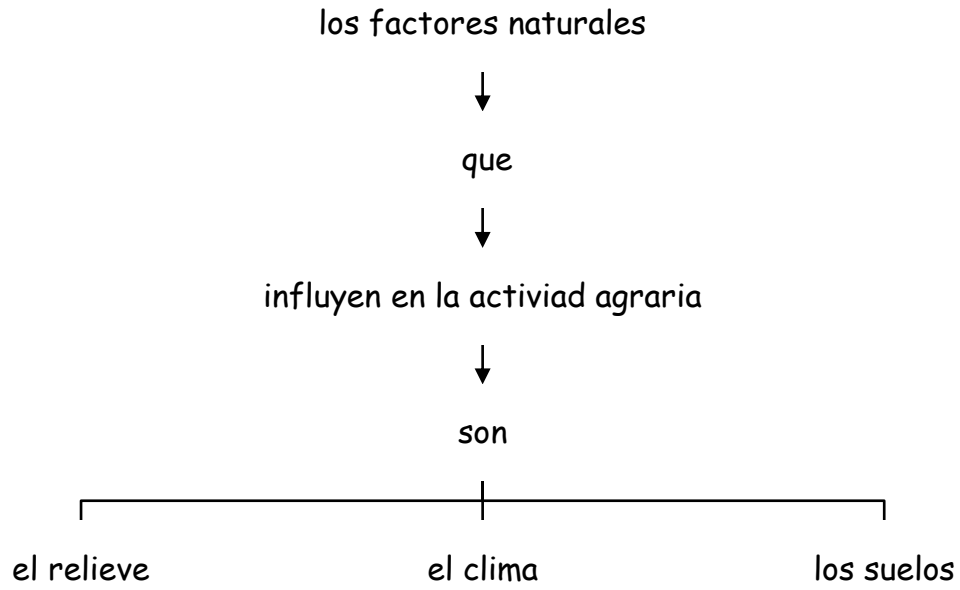 los factores naturales
que
influyen en la activiad agraria
son
el relieve el clima los suelos